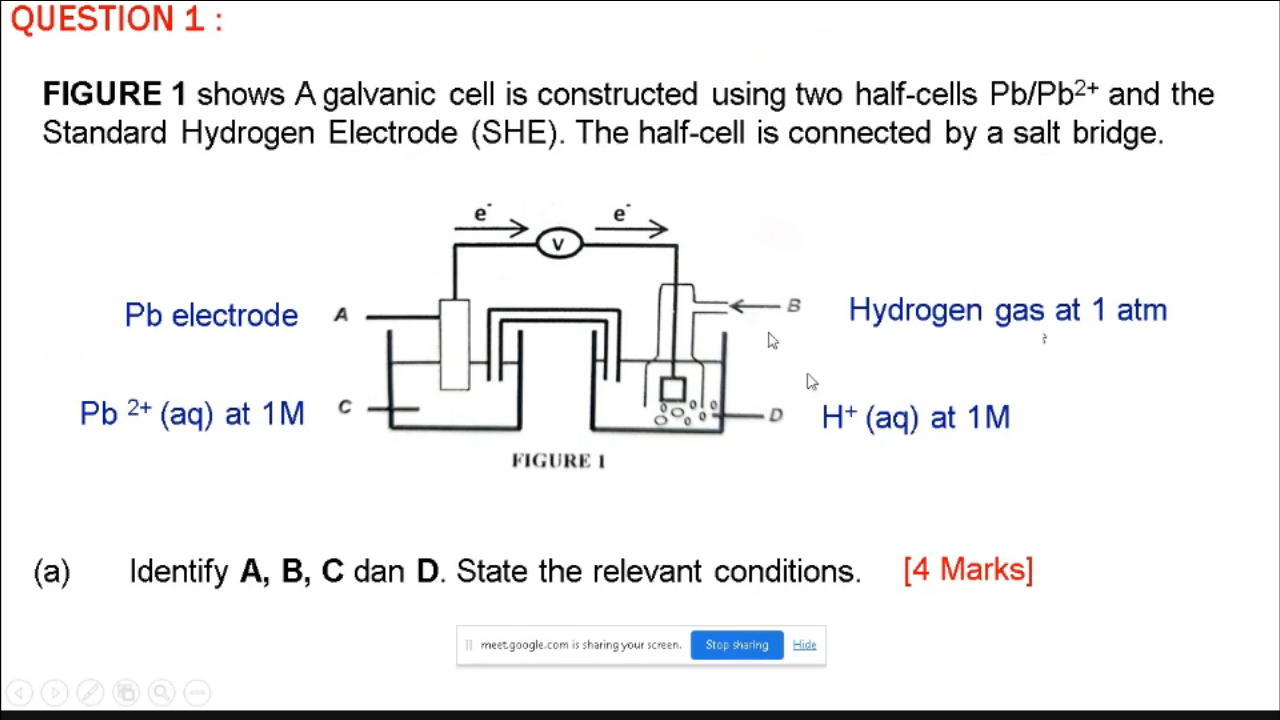 QUESTION 1 :
FIGURE 1 shows A galvanic cell is constructed using two half-cells Pb/Pb²⁺ and the
Standard Hydrogen Electrode (SHE). The half-cell is connected by a salt bridge.
e⁻ e⁻
V
Pb electrode A B Hydrogen gas at 1 atm
Pb ²⁺ (aq) at 1M C D H⁺ (aq) at 1M
FIGURE 1
(a) Identify A, B, C dan D. State the relevant conditions. [4 Marks]
meet.google.com is sharing your screen. Stop sharing Hide